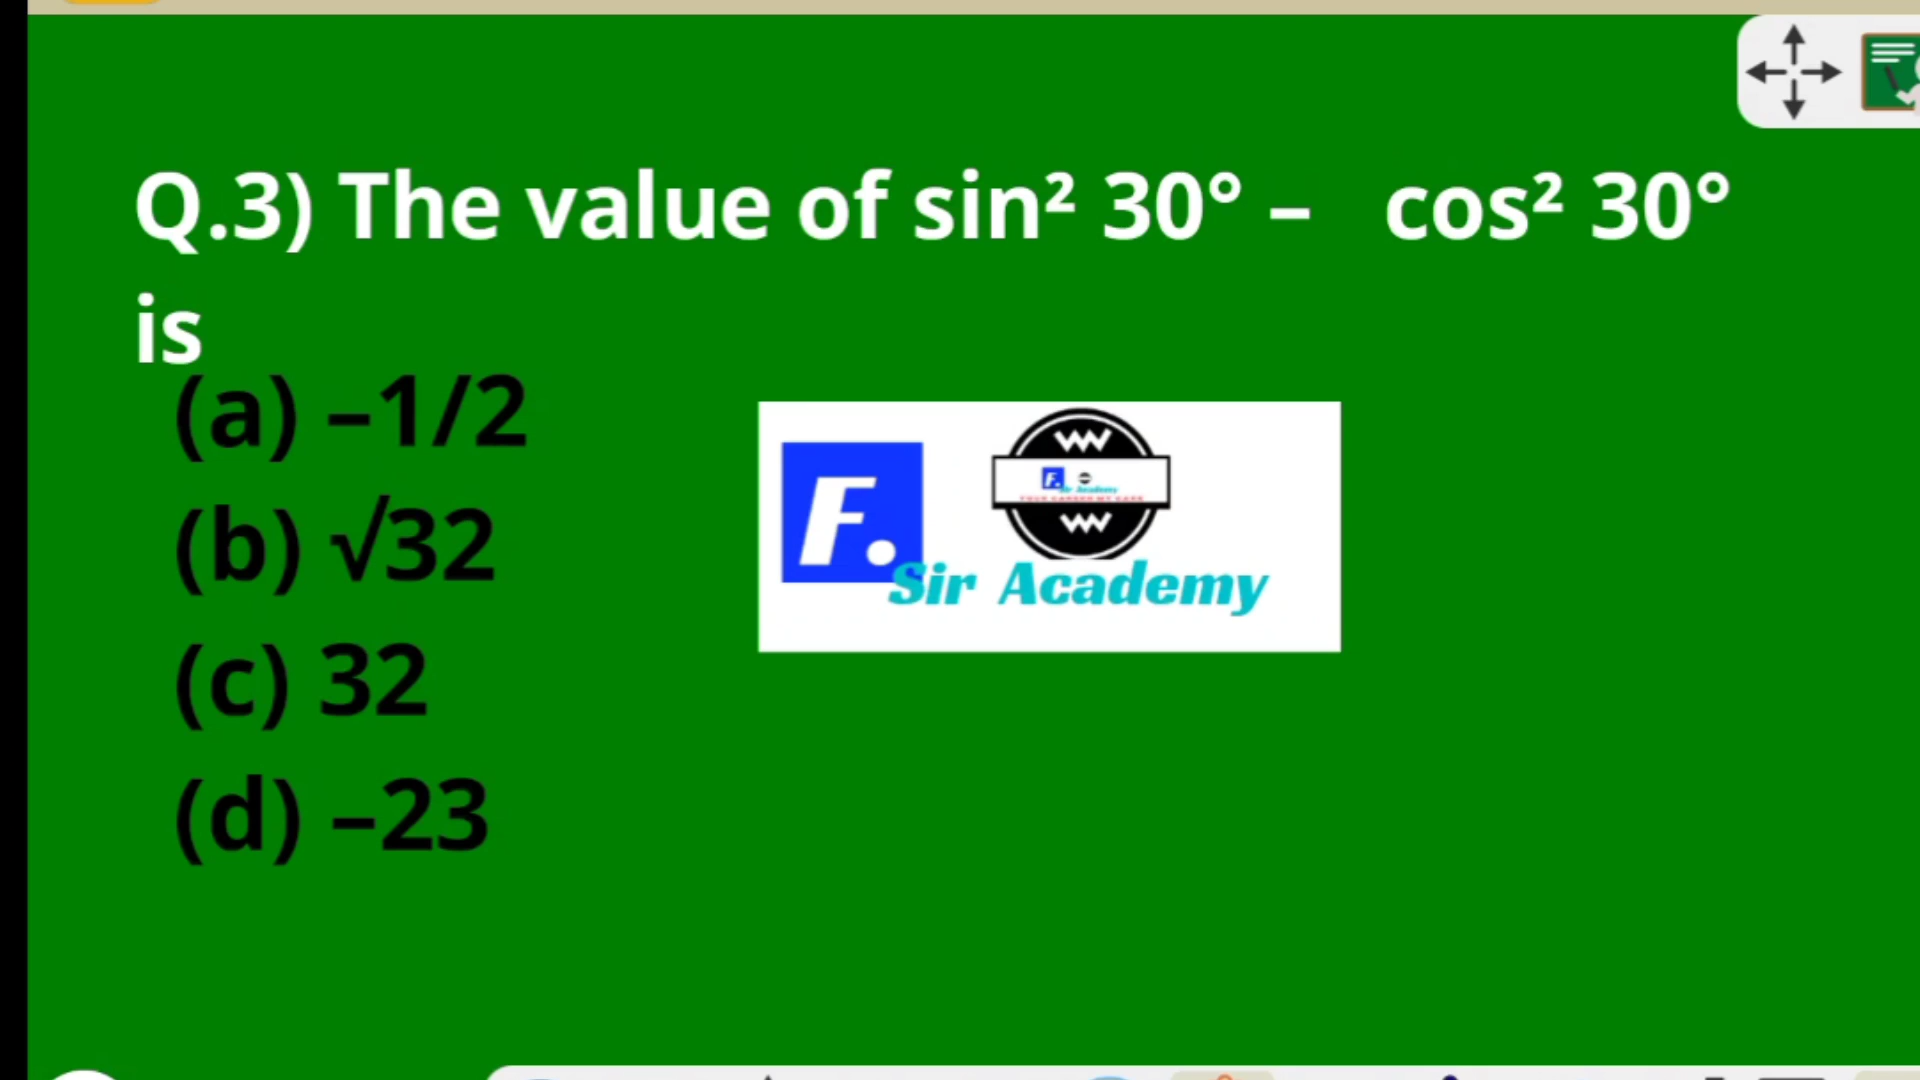 Q.3) The value of sin² 30° – cos² 30°
is
(a) –1/2
(b) √32
(c) 32
(d) –23
F.
Sir Academy